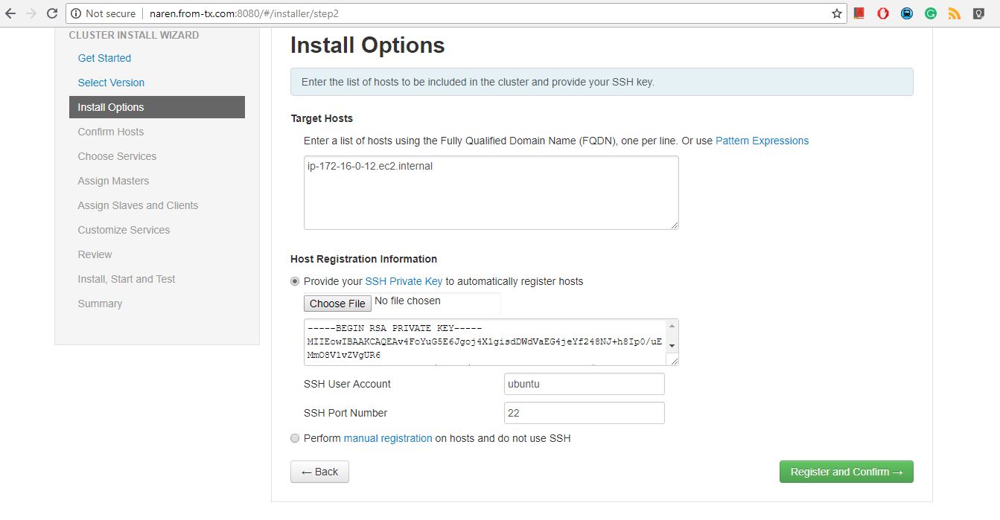 Not secure
naren.from-tx.com:8080/#/installer/step2
CLUSTER INSTALL WIZARD
Get Started
Select Version
Install Options
Confirm Hosts
Choose Services
Assign Masters
Assign Slaves and Clients
Customize Services
Review
Install, Start and Test
Summary
Install Options
Enter the list of hosts to be included in the cluster and provide your SSH key.
Target Hosts
Enter a list of hosts using the Fully Qualified Domain Name (FQDN), one per line. Or use Pattern Expressions
ip-172-16-0-12.ec2.internal
Host Registration Information
Provide your SSH Private Key to automatically register hosts
Choose File No file chosen
-----BEGIN RSA PRIVATE KEY-----
MIIEowIBAAKCAQEAv4FoYuG5E6Jgoj4X1gisdDWdVaEG4jeYf248NJ+h8Ip0/uE
MmO8V1vZVgUR6
SSH User Account
ubuntu
SSH Port Number
22
Perform manual registration on hosts and do not use SSH
← Back
Register and Confirm →